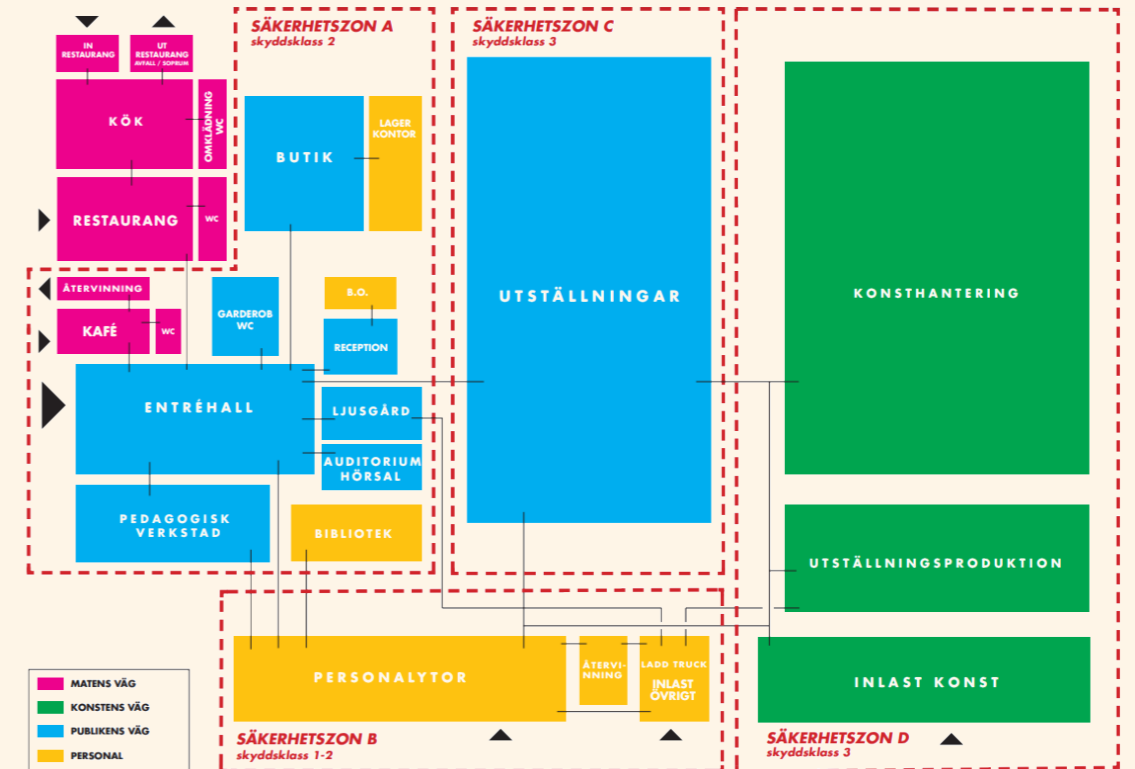 SÄKERHETSZON A
skyddsklass 2
SÄKERHETSZON C
skyddsklass 3
IN
RESTAURANG
UT
RESTAURANG
AVFALL / SOPRUM
KÖK
OMKLÄDNING
WC
BUTIK
LAGER
KONTOR
RESTAURANG
WC
ÅTERVINNING
KAFÉ
WC
GARDEROB
WC
B.O.
RECEPTION
UTSTÄLLNINGAR
KONSTHANTERING
ENTRÉHALL
LJUSGÅRD
AUDITORIUM
HÖRSAL
PEDAGOGISK
VERKSTAD
BIBLIOTEK
UTSTÄLLNINGSPRODUKTION
PERSONALYTOR
ÅTERVI-
NNING
LADD TRUCK
INLAST
ÖVRIGT
INLAST KONST
SÄKERHETSZON B
skyddsklass 1-2
SÄKERHETSZON D
skyddsklass 3
MATENS VÄG
KONSTENS VÄG
PUBLIKENS VÄG
PERSONAL